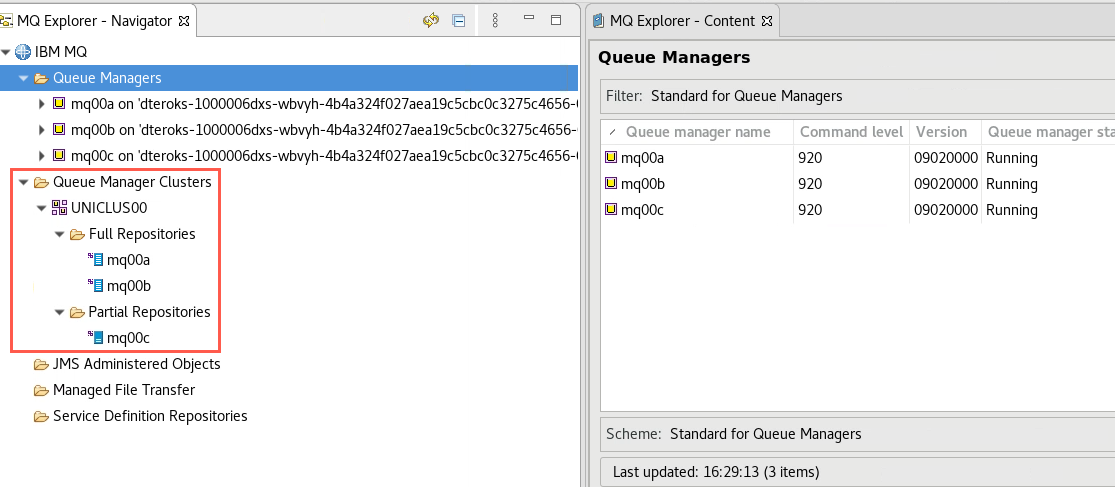 MQ Explorer - Navigator
IBM MQ
Queue Managers
mq00a on 'dteroks-1000006dxs-wbvyh-4b4a324f027aea19c5cbc0c3275c4656-
mq00b on 'dteroks-1000006dxs-wbvyh-4b4a324f027aea19c5cbc0c3275c4656-
mq00c on 'dteroks-1000006dxs-wbvyh-4b4a324f027aea19c5cbc0c3275c4656-
Queue Manager Clusters
UNICLUS00
Full Repositories
mq00a
mq00b
Partial Repositories
mq00c
JMS Administered Objects
Managed File Transfer
Service Definition Repositories
MQ Explorer - Content
Queue Managers
Filter: Standard for Queue Managers
Queue manager name Command level Version Queue manager sta
mq00a 920 09020000 Running
mq00b 920 09020000 Running
mq00c 920 09020000 Running
Scheme: Standard for Queue Managers
Last updated: 16:29:13 (3 items)